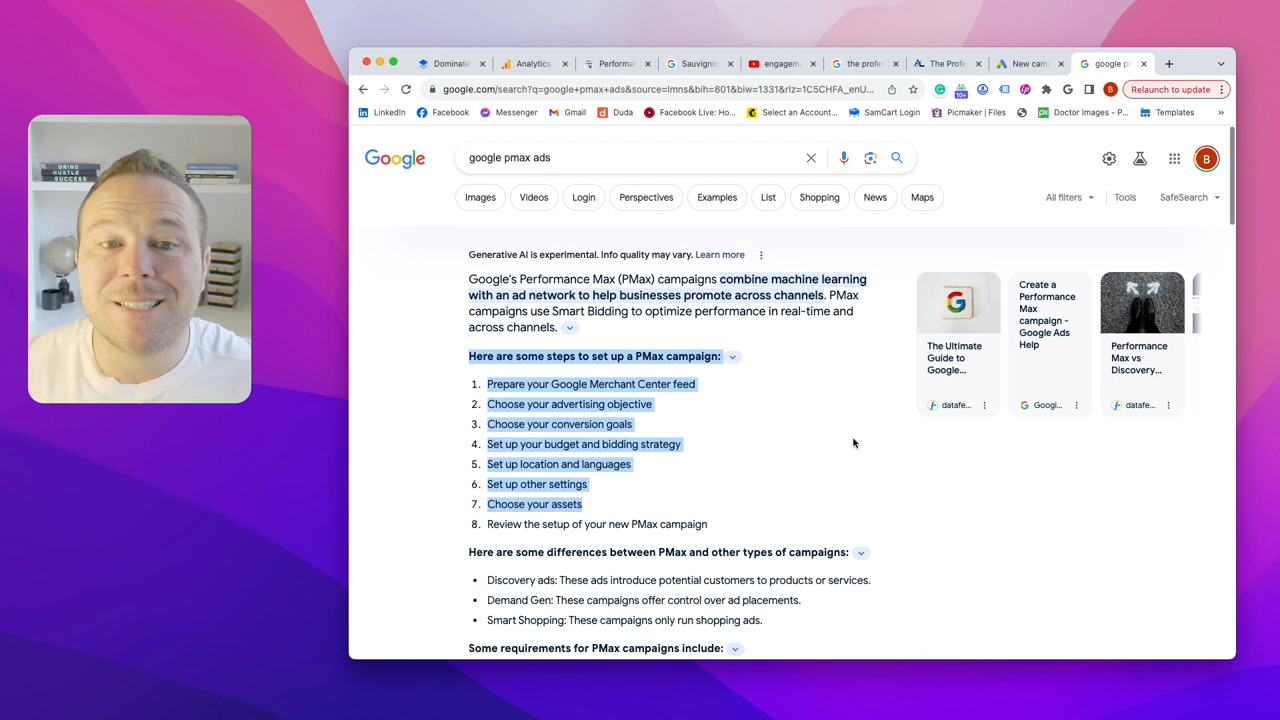 GRIND
HUSTLE
SUCCESS
Dominate
Analytics
Performan
Sauvignon
engagem
the profes
The Profe
New camp
google pm
google.com/search?q=google+pmax+ads&source=lmns&bih=801&biw=1331&rlz=1C5CHFA_enU...
10+
B
Relaunch to update
LinkedIn
Facebook
Messenger
Gmail
Duda
Facebook Live: Ho...
Select an Account...
SamCart Login
Picmaker | Files
Doctor Images - P...
Templates
»
Google
google pmax ads
B
Images
Videos
Login
Perspectives
Examples
List
Shopping
News
Maps
All filters
Tools
SafeSearch
Generative AI is experimental. Info quality may vary. Learn more
Google's Performance Max (PMax) campaigns combine machine learning
with an ad network to help businesses promote across channels. PMax
campaigns use Smart Bidding to optimize performance in real-time and
across channels.
Here are some steps to set up a PMax campaign:
1. Prepare your Google Merchant Center feed
2. Choose your advertising objective
3. Choose your conversion goals
4. Set up your budget and bidding strategy
5. Set up location and languages
6. Set up other settings
7. Choose your assets
8. Review the setup of your new PMax campaign
The Ultimate
Guide to
Google...
datafe...
Create a
Performance
Max
campaign -
Google Ads
Help
Googl...
Performance
Max vs
Discovery...
datafe...
Here are some differences between PMax and other types of campaigns:
• Discovery ads: These ads introduce potential customers to products or services.
• Demand Gen: These campaigns offer control over ad placements.
• Smart Shopping: These campaigns only run shopping ads.
Some requirements for PMax campaigns include: